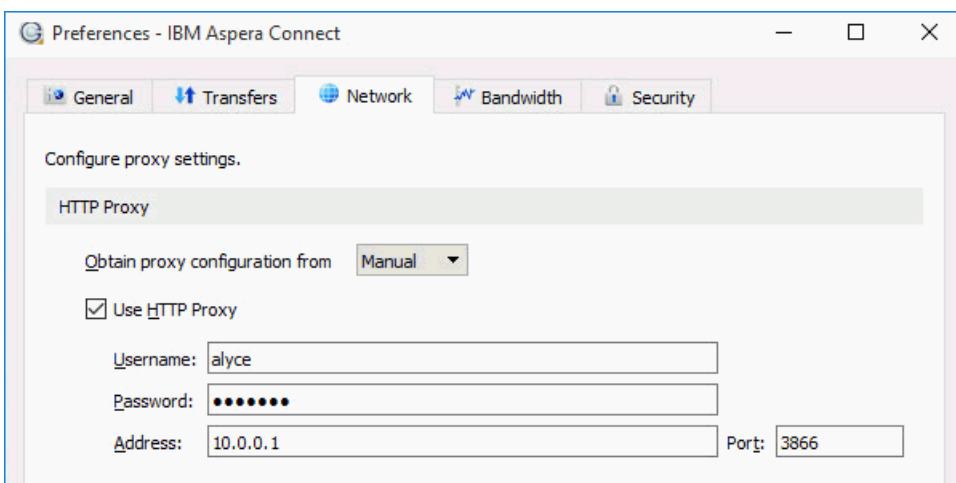 Preferences - IBM Aspera Connect
General Transfers Network Bandwidth Security
Configure proxy settings.
HTTP Proxy
Obtain proxy configuration from Manual
Use HTTP Proxy
Username: alyce
Password: •••••••
Address: 10.0.0.1 Port: 3866